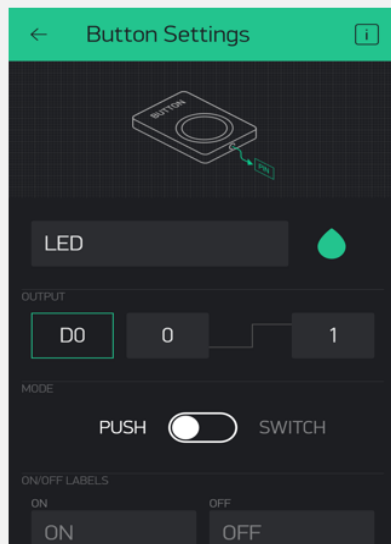 Button Settings
i
BUTTON
PIN
LED
OUTPUT
D0 0 1
MODE
PUSH SWITCH
ON/OFF LABELS
ON OFF
ON OFF